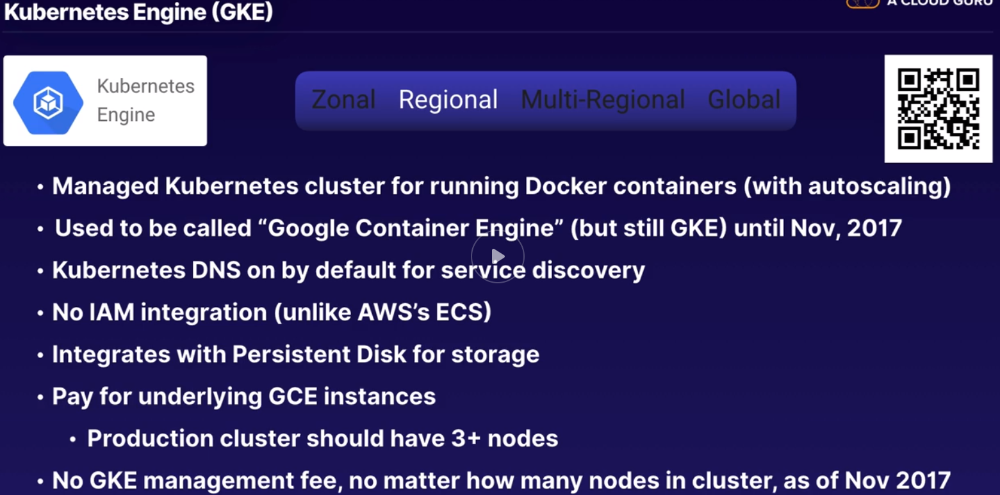 Kubernetes Engine (GKE)
A CLOUD GURU
Kubernetes
Engine
Zonal Regional Multi-Regional Global
• Managed Kubernetes cluster for running Docker containers (with autoscaling)
• Used to be called “Google Container Engine” (but still GKE) until Nov, 2017
• Kubernetes DNS on by default for service discovery
• No IAM integration (unlike AWS’s ECS)
• Integrates with Persistent Disk for storage
• Pay for underlying GCE instances
• Production cluster should have 3+ nodes
• No GKE management fee, no matter how many nodes in cluster, as of Nov 2017